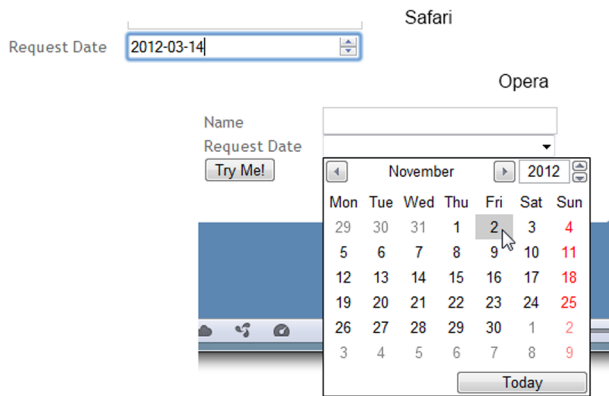 Safari
Request Date 2012-03-14
Opera
Name
Request Date
Try Me!
November 2012
Mon Tue Wed Thu Fri Sat Sun
29 30 31 1 2 3 4
5 6 7 8 9 10 11
12 13 14 15 16 17 18
19 20 21 22 23 24 25
26 27 28 29 30 1 2
3 4 5 6 7 8 9
Today